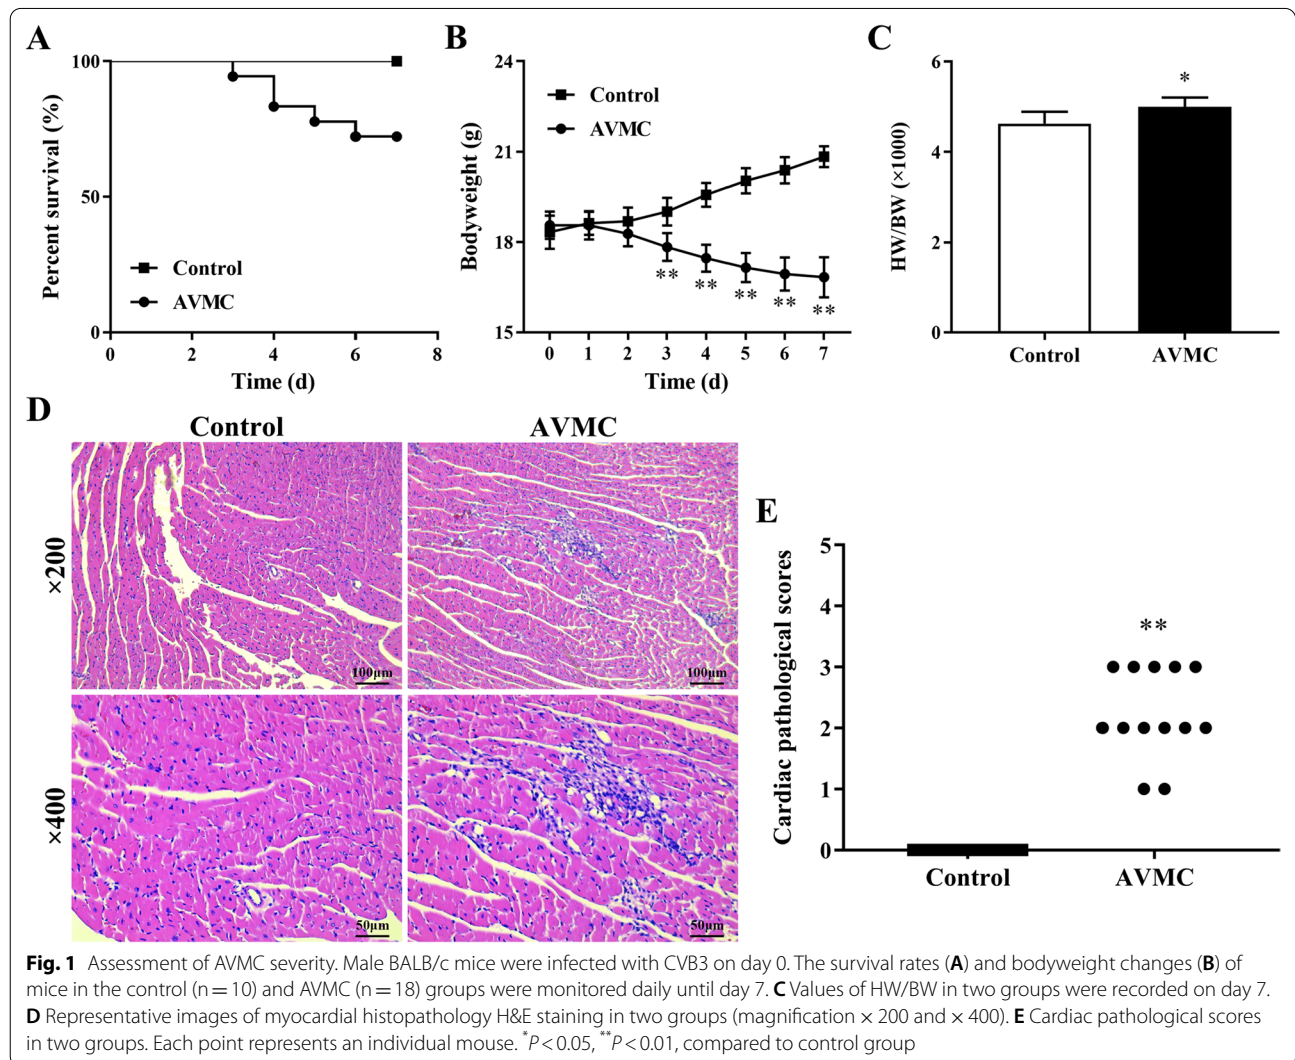 A
B
C
100
50
0
Percent survival (%)
Control
AVMC
0 2 4 6 8
Time (d)
24
21
18
15
Bodyweight (g)
Control
AVMC
** ** ** ** **
0 1 2 3 4 5 6 7
Time (d)
6
4
2
0
HW/BW (×1000)
*
Control AVMC
D
Control AVMC
×200
100μm 100μm
×400
50μm 50μm
E
5
4
3
2
1
0
Cardiac pathological scores
**
Control AVMC
Fig. 1 Assessment of AVMC severity. Male BALB/c mice were infected with CVB3 on day 0. The survival rates (A) and bodyweight changes (B) of
mice in the control (n = 10) and AVMC (n = 18) groups were monitored daily until day 7. C Values of HW/BW in two groups were recorded on day 7.
D Representative images of myocardial histopathology H&E staining in two groups (magnification × 200 and × 400). E Cardiac pathological scores
in two groups. Each point represents an individual mouse. *P < 0.05, **P < 0.01, compared to control group